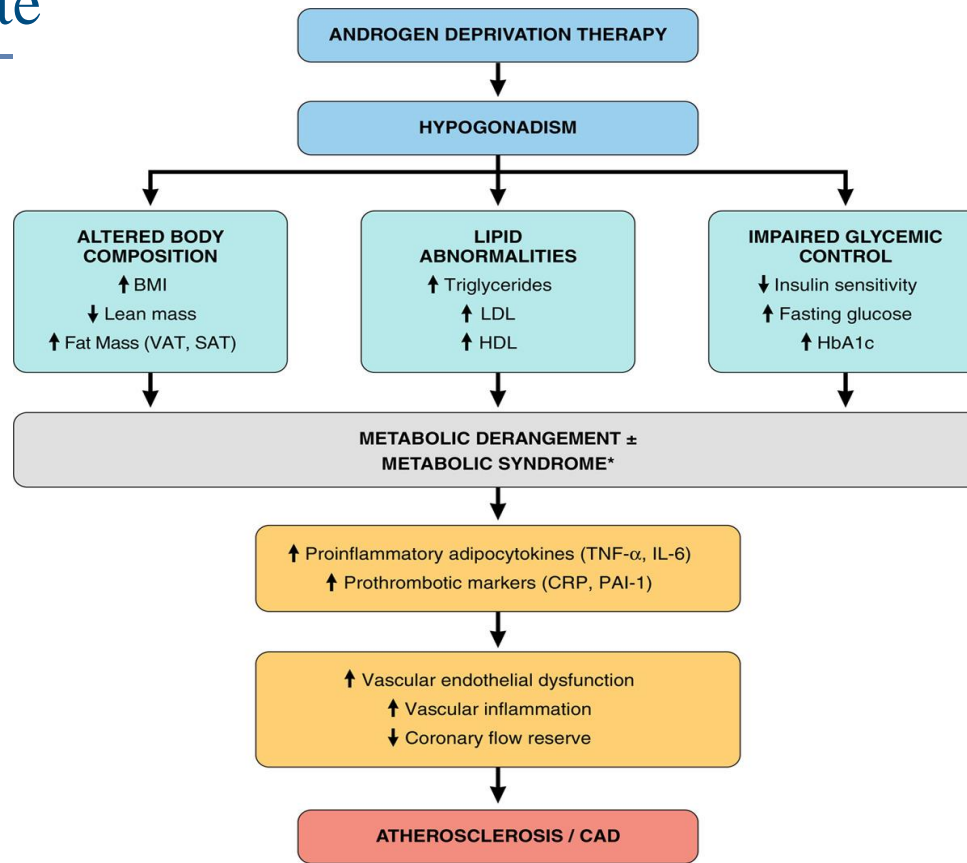 ANDROGEN DEPRIVATION THERAPY
HYPOGONADISM
ALTERED BODY
COMPOSITION
↑ BMI
↓ Lean mass
↑ Fat Mass (VAT, SAT)
LIPID
ABNORMALITIES
↑ Triglycerides
↑ LDL
↑ HDL
IMPAIRED GLYCEMIC
CONTROL
↓ Insulin sensitivity
↑ Fasting glucose
↑ HbA1c
METABOLIC DERANGEMENT ±
METABOLIC SYNDROME*
↑ Proinflammatory adipocytokines (TNF-α, IL-6)
↑ Prothrombotic markers (CRP, PAI-1)
↑ Vascular endothelial dysfunction
↑ Vascular inflammation
↓ Coronary flow reserve
ATHEROSCLEROSIS / CAD